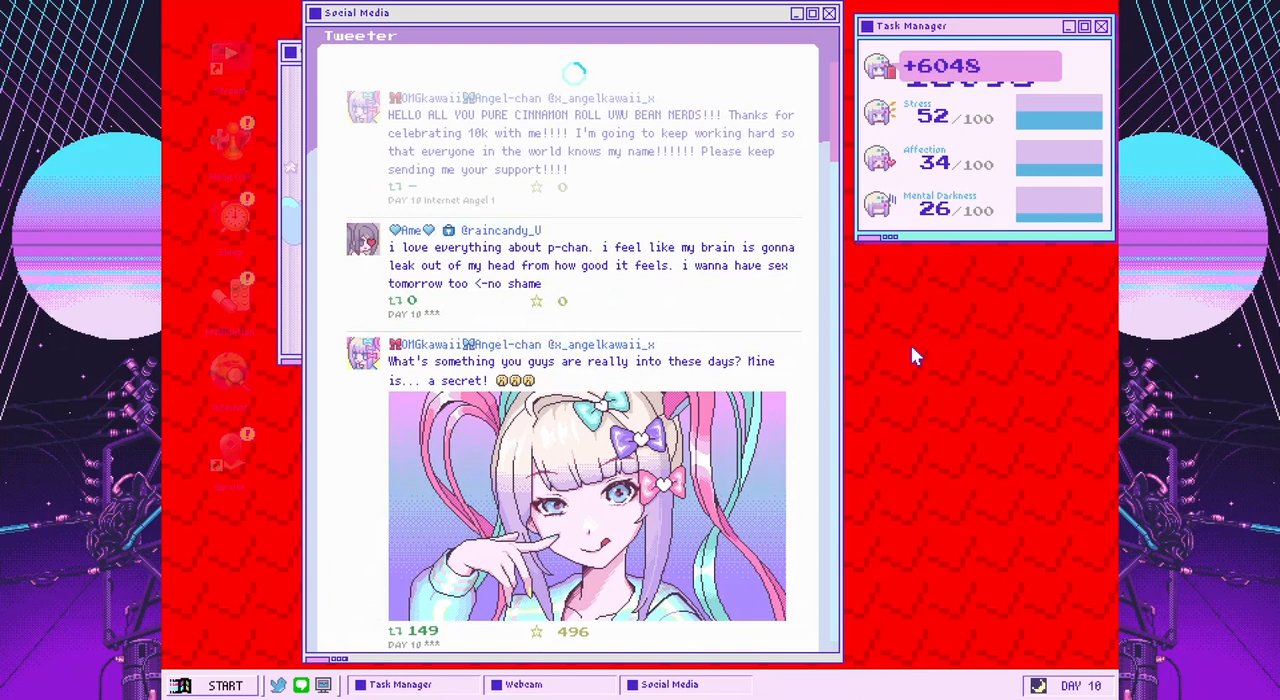 Social Media
Tweeter
OMGkawaiiAngel-chan @x_angelkawaii_x
HELLO ALL YOU PURE CINNAMON ROLL UWU BEAN NERDS!!! Thanks for
celebrating 10k with me!!!! I'm going to keep working hard so
that everyone in the world knows my name!!!!!! Please keep
sending me your support!!!!
— 0
DAY 10 Internet Angel 1
Ame @raincandy_U
i love everything about p-chan. i feel like my brain is gonna
leak out of my head from how good it feels. i wanna have sex
tomorrow too <-no shame
0 0
DAY 10 ***
OMGkawaiiAngel-chan @x_angelkawaii_x
What's something you guys are really into these days? Mine
is... a secret!
149 496
DAY 10 ***
Task Manager
+6048
Stress
52/100
Affection
34/100
Mental Darkness
26/100
START
Task Manager
Webcam
Social Media
DAY 10